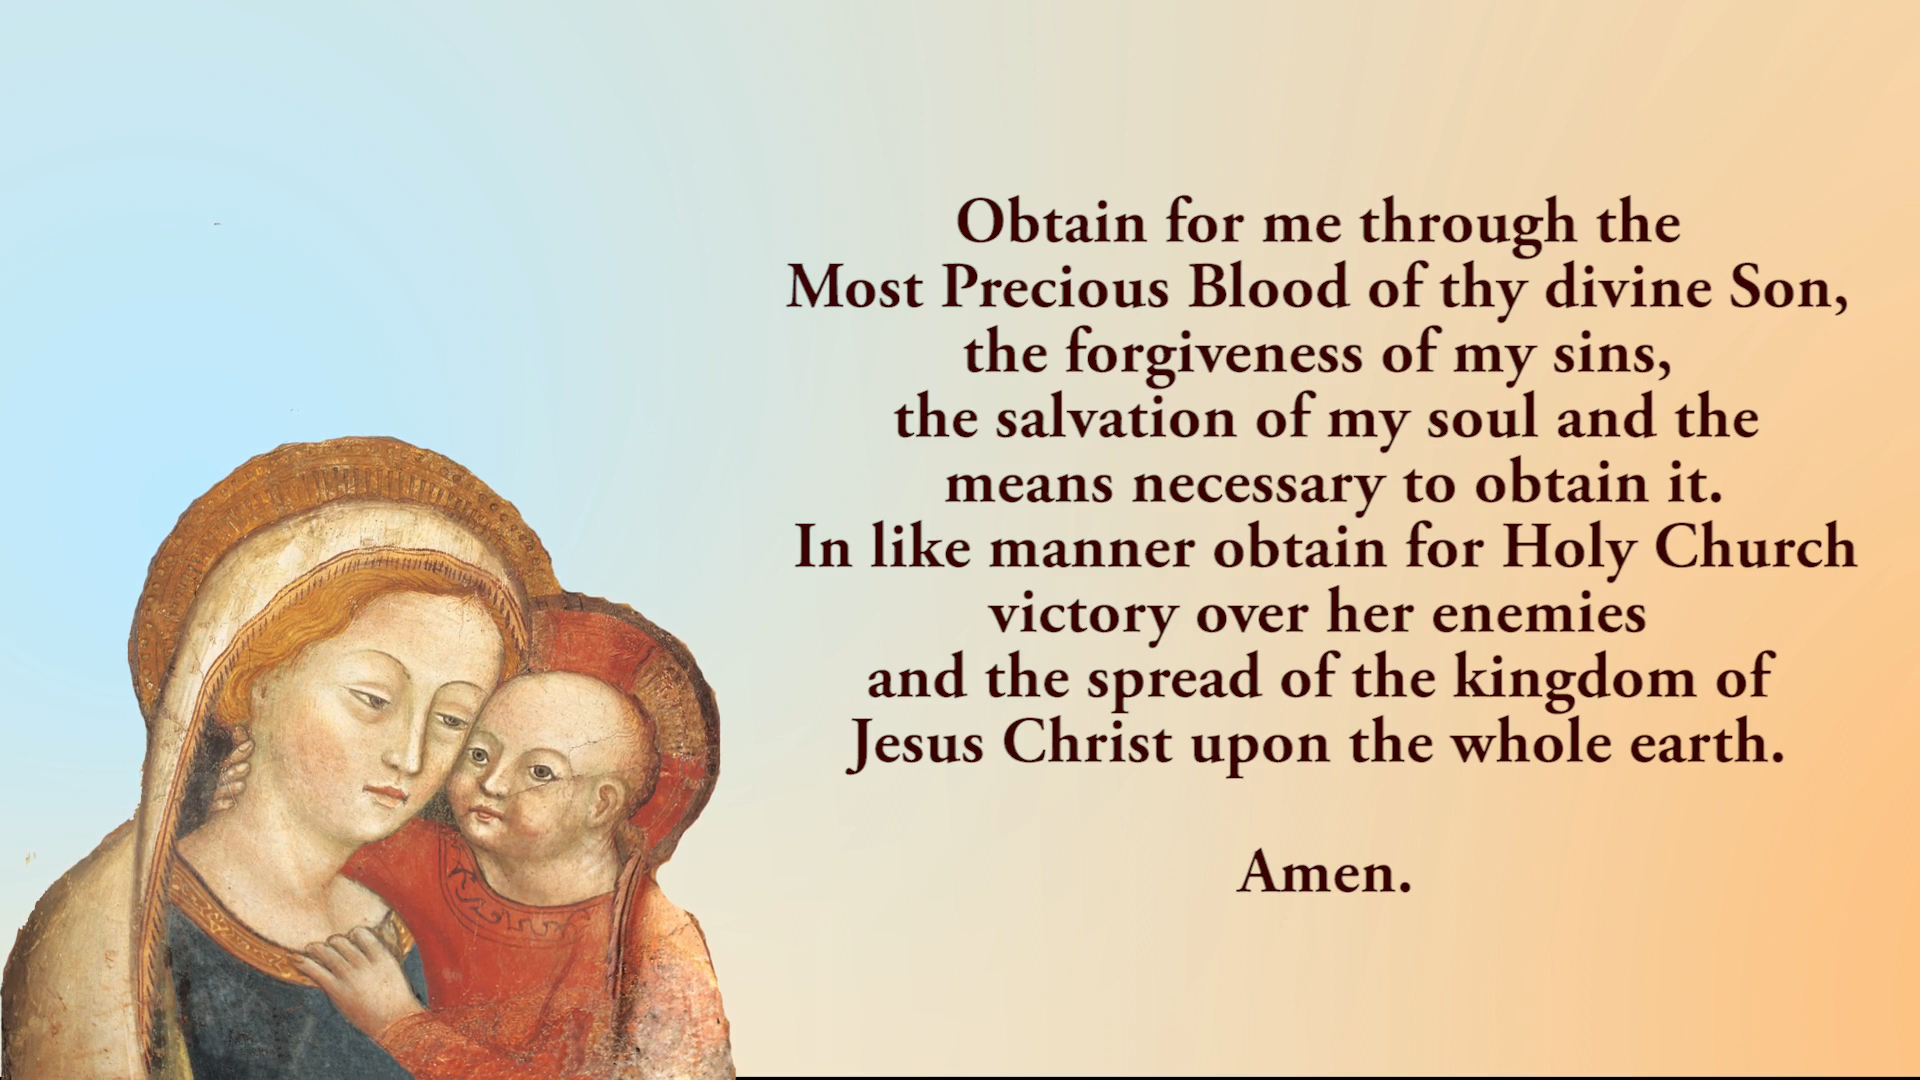 Obtain for me through the
Most Precious Blood of thy divine Son,
the forgiveness of my sins,
the salvation of my soul and the
means necessary to obtain it.
In like manner obtain for Holy Church
victory over her enemies
and the spread of the kingdom of
Jesus Christ upon the whole earth.
Amen.